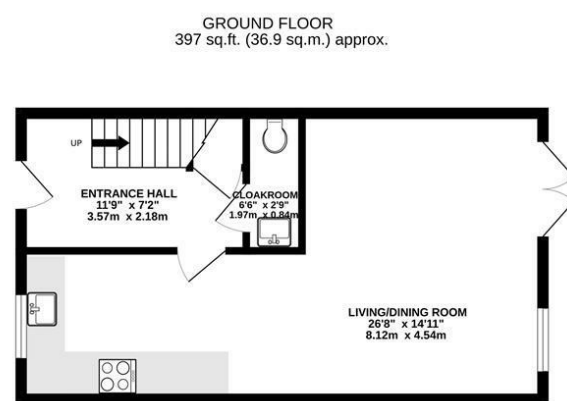 GROUND FLOOR
397 sq.ft. (36.9 sq.m.) approx.
UP
ENTRANCE HALL
11'9" x 7'2"
3.57m x 2.18m
CLOAKROOM
6'6" x 2'9"
1.97m x 0.84m
LIVING/DINING ROOM
26'8" x 14'11"
8.12m x 4.54m